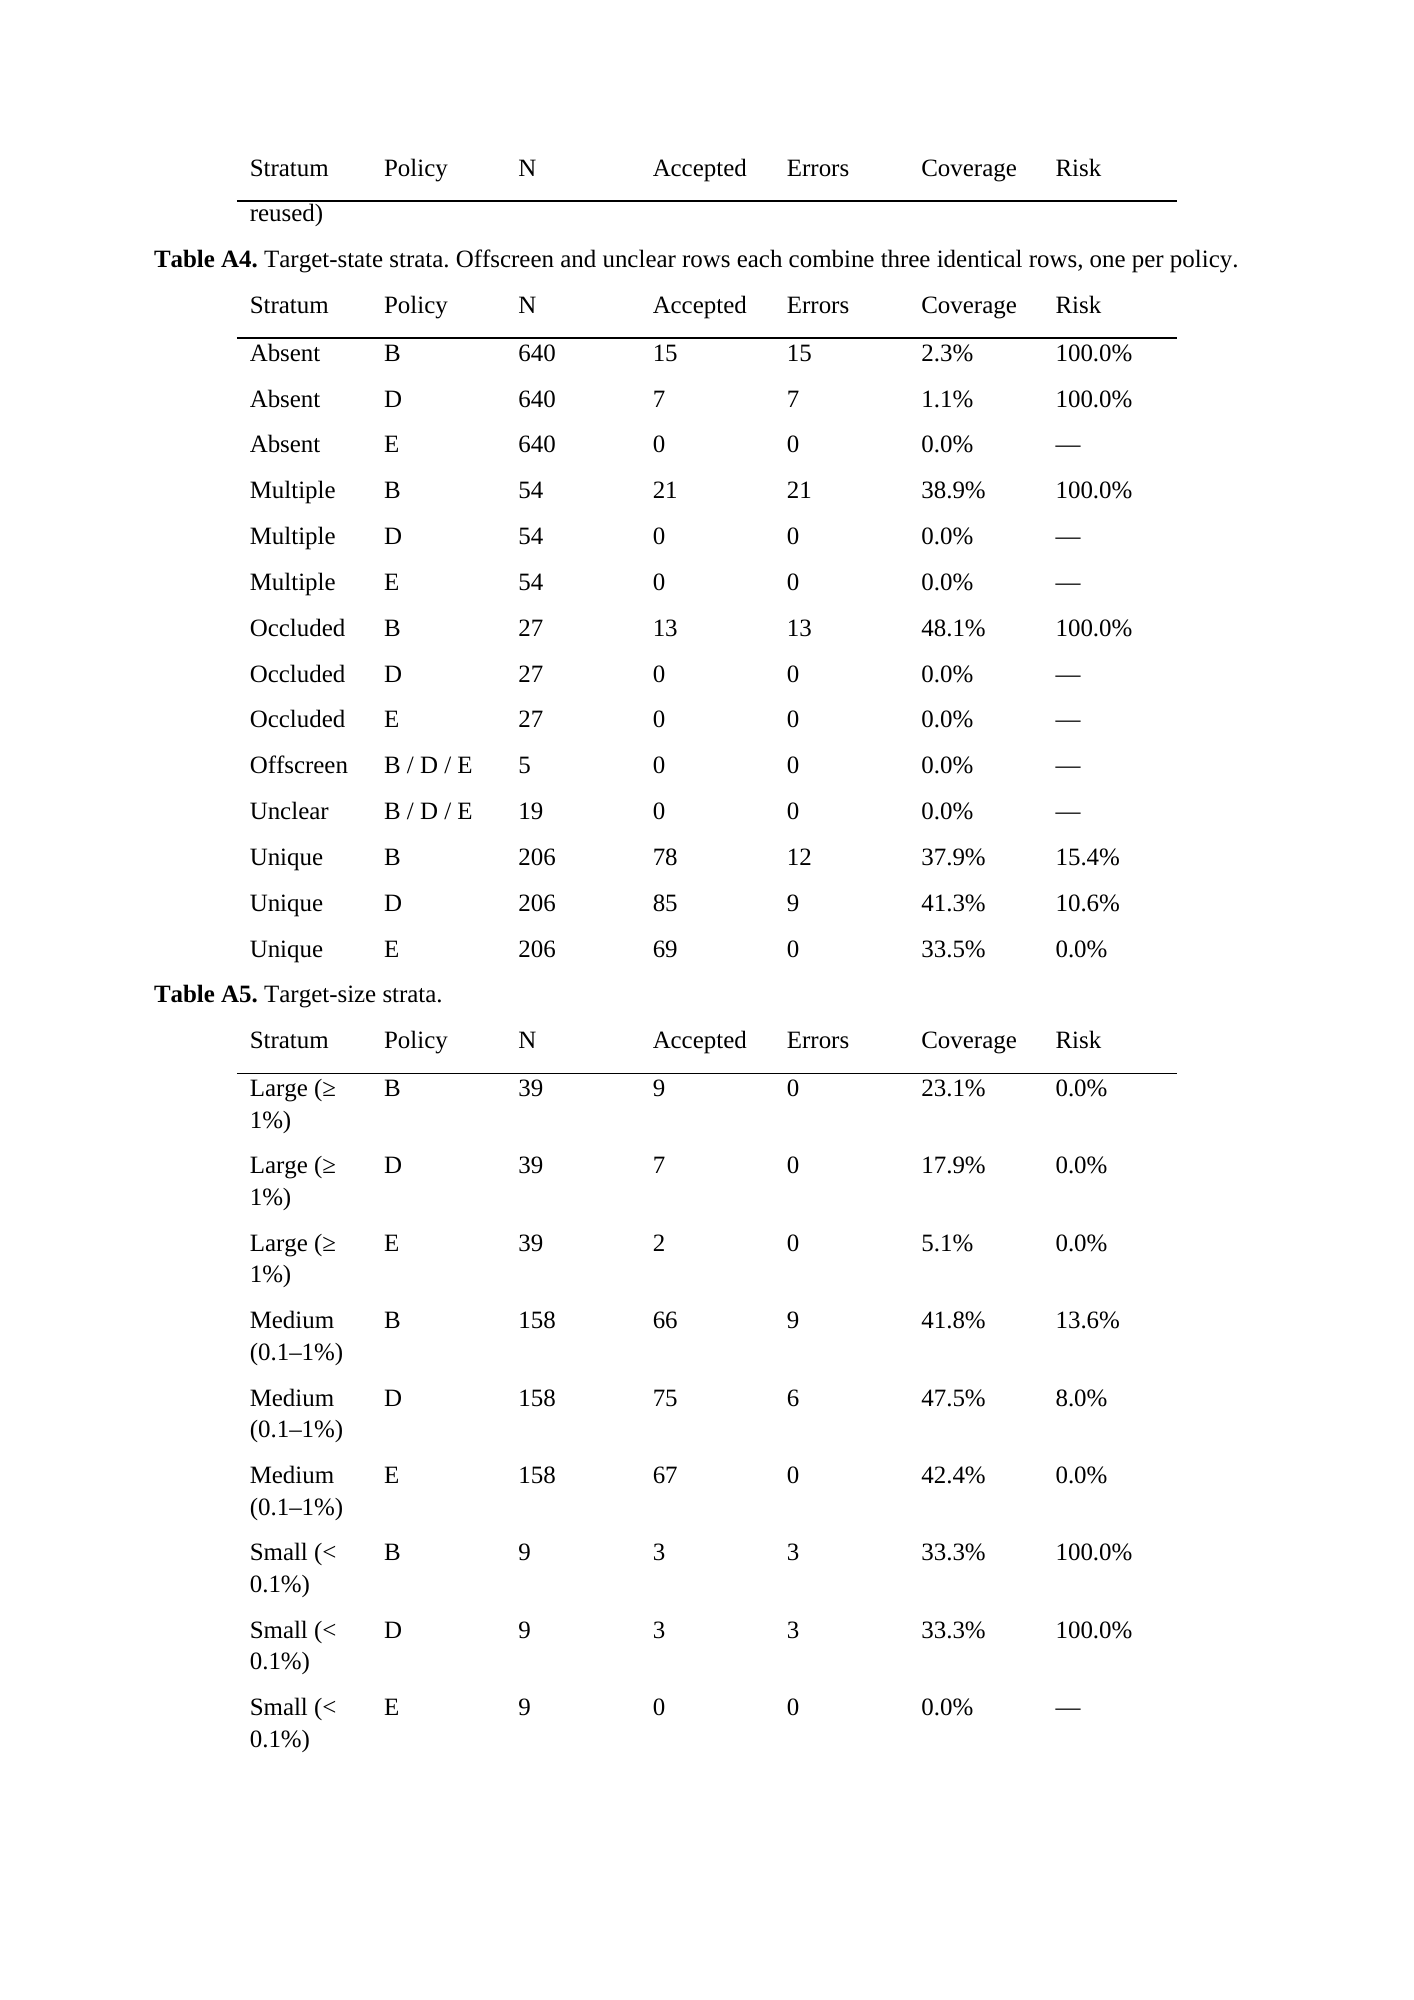 Stratum Policy N Accepted Errors Coverage Risk
reused)
Table A4. Target-state strata. Offscreen and unclear rows each combine three identical rows, one per policy.
Stratum Policy N Accepted Errors Coverage Risk
Absent B 640 15 15 2.3% 100.0%
Absent D 640 7 7 1.1% 100.0%
Absent E 640 0 0 0.0% —
Multiple B 54 21 21 38.9% 100.0%
Multiple D 54 0 0 0.0% —
Multiple E 54 0 0 0.0% —
Occluded B 27 13 13 48.1% 100.0%
Occluded D 27 0 0 0.0% —
Occluded E 27 0 0 0.0% —
Offscreen B / D / E 5 0 0 0.0% —
Unclear B / D / E 19 0 0 0.0% —
Unique B 206 78 12 37.9% 15.4%
Unique D 206 85 9 41.3% 10.6%
Unique E 206 69 0 33.5% 0.0%
Table A5. Target-size strata.
Stratum Policy N Accepted Errors Coverage Risk
Large (≥ B 39 9 0 23.1% 0.0%
1%)
Large (≥ D 39 7 0 17.9% 0.0%
1%)
Large (≥ E 39 2 0 5.1% 0.0%
1%)
Medium B 158 66 9 41.8% 13.6%
(0.1–1%)
Medium D 158 75 6 47.5% 8.0%
(0.1–1%)
Medium E 158 67 0 42.4% 0.0%
(0.1–1%)
Small (< B 9 3 3 33.3% 100.0%
0.1%)
Small (< D 9 3 3 33.3% 100.0%
0.1%)
Small (< E 9 0 0 0.0% —
0.1%)